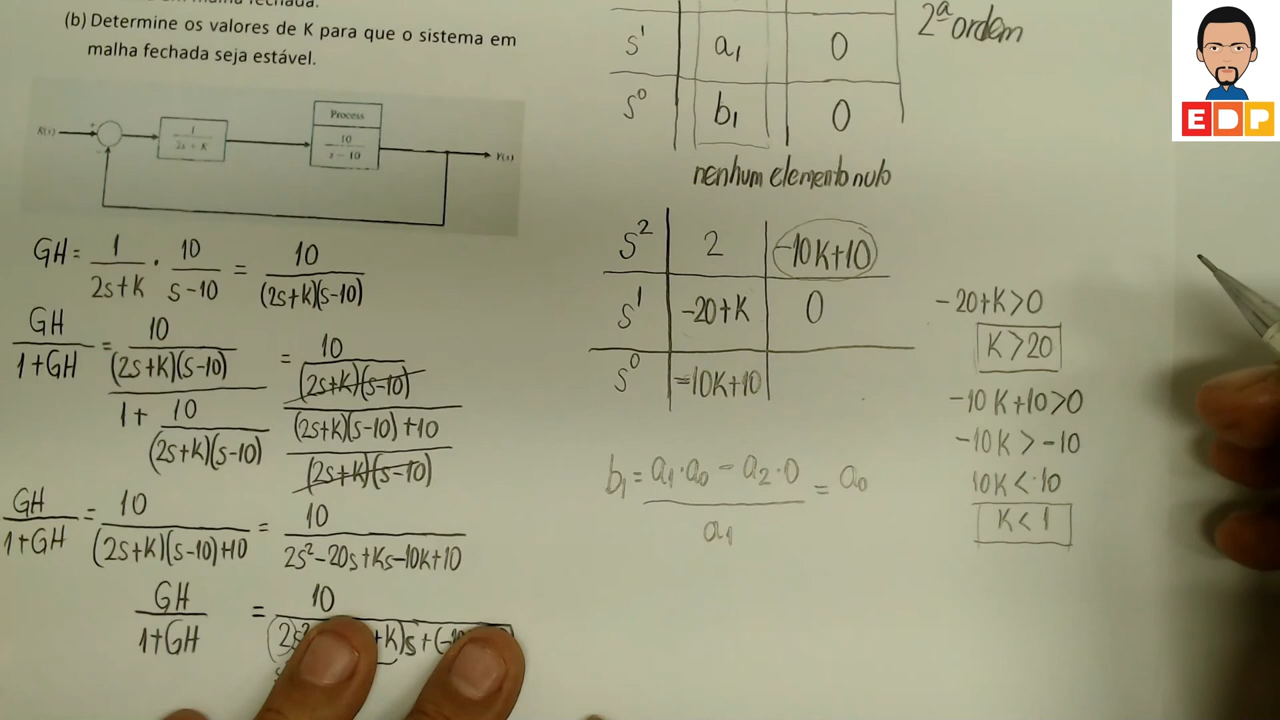 (b) Determine os valores de K para que o sistema em
malha fechada seja estável.
R(s)
1
2s + K
Process
10
s - 10
Y(s)
GH = 1/(2s+K) · 10/(s-10) = 10/((2s+K)(s-10))
GH/(1+GH) = (10/((2s+K)(s-10)))/(1 + 10/((2s+K)(s-10))) = (10/((2s+K)(s-10)))/(((2s+K)(s-10)+10)/((2s+K)(s-10)))
GH/(1+GH) = 10/((2s+K)(s-10)+10) = 10/(2s²-20s+Ks-10K+10)
GH/(1+GH) = 10
+K)s+(-
S¹ a₁ 0
S⁰ b₁ 0
2ª ordem
nenhum elemento nulo
S² 2 -10K+10
S¹ -20+K 0
S⁰ -10K+10
b₁ = (a₁·a₀ - a₂·0)/a₁ = a₀
-20+K>0
K>20
-10K+10>0
-10K>-10
10K<10
K<1
EDP